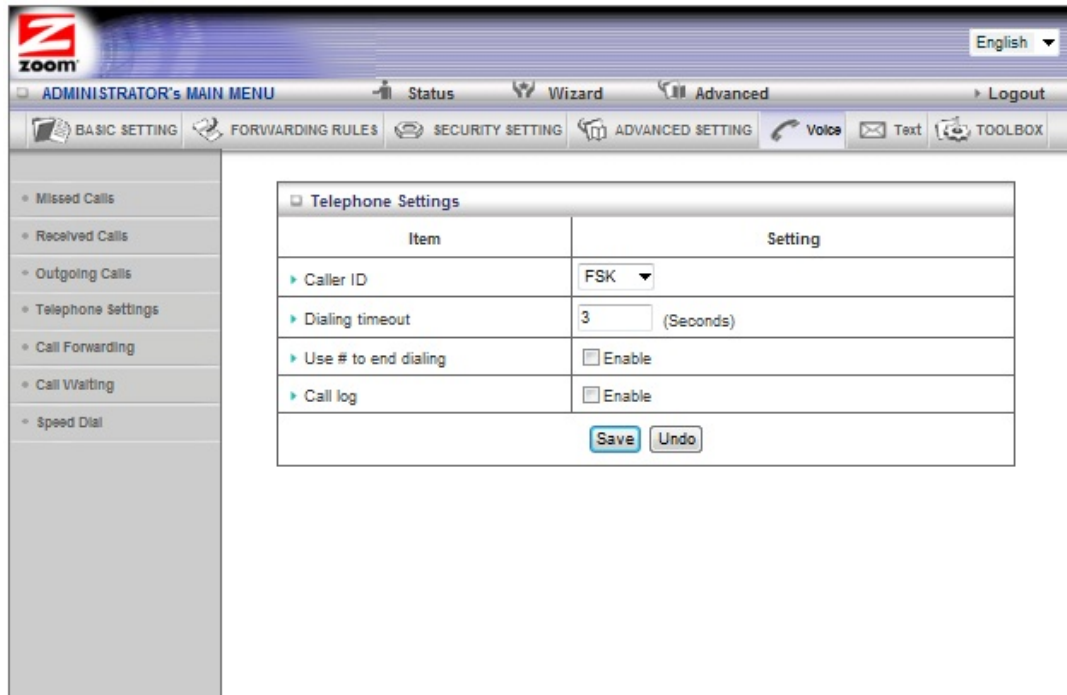 zoom
English
ADMINISTRATOR's MAIN MENU Status Wizard Advanced Logout
BASIC SETTING FORWARDING RULES SECURITY SETTING ADVANCED SETTING Voice Text TOOLBOX
Missed Calls
Received Calls
Outgoing Calls
Telephone Settings
Call Forwarding
Call Waiting
Speed Dial
Telephone Settings
Item Setting
Caller ID FSK
Dialing timeout 3 (Seconds)
Use # to end dialing Enable
Call log Enable
Save Undo